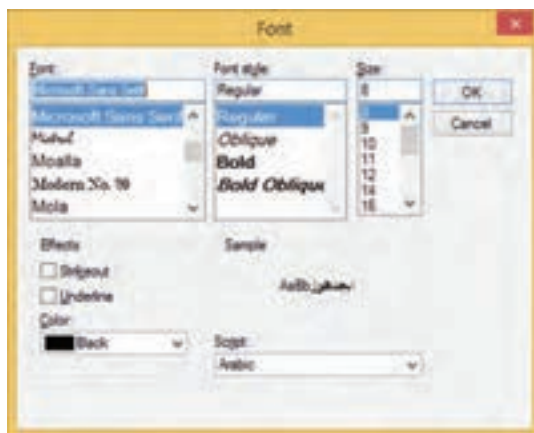 Font
Font: Font style: Size:
Microsoft Sans Serif Regular 8 OK
Microsoft Sans Serif Regular 8 Cancel
Mistral Oblique 9
Moalla Bold 10
Modern No. 20 Bold Oblique 11
Mola 12
14
16
Effects Sample
Strikeout
Underline AaBb
Color:
Black Script:
Arabic